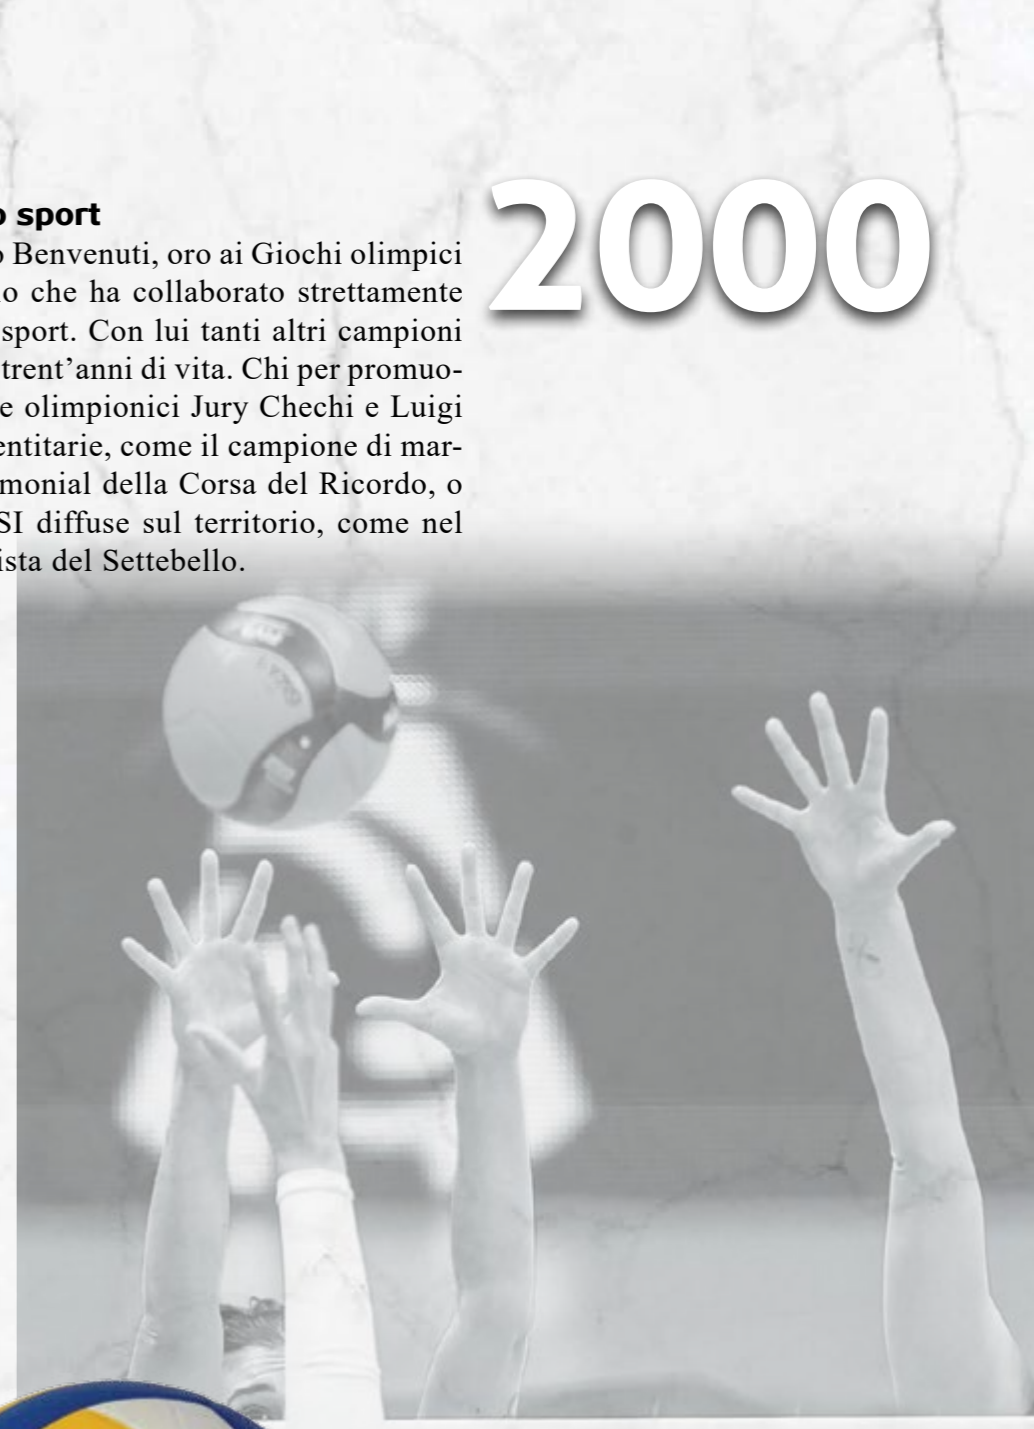 o sport
2000
o Benvenuti, oro ai Giochi olimpici
io che ha collaborato strettamente
sport. Con lui tanti altri campioni
trent’anni di vita. Chi per promuo-
e olimpionici Jury Chechi e Luigi
entitarie, come il campione di mar-
monial della Corsa del Ricordo, o
SI diffuse sul territorio, come nel
ista del Settebello.